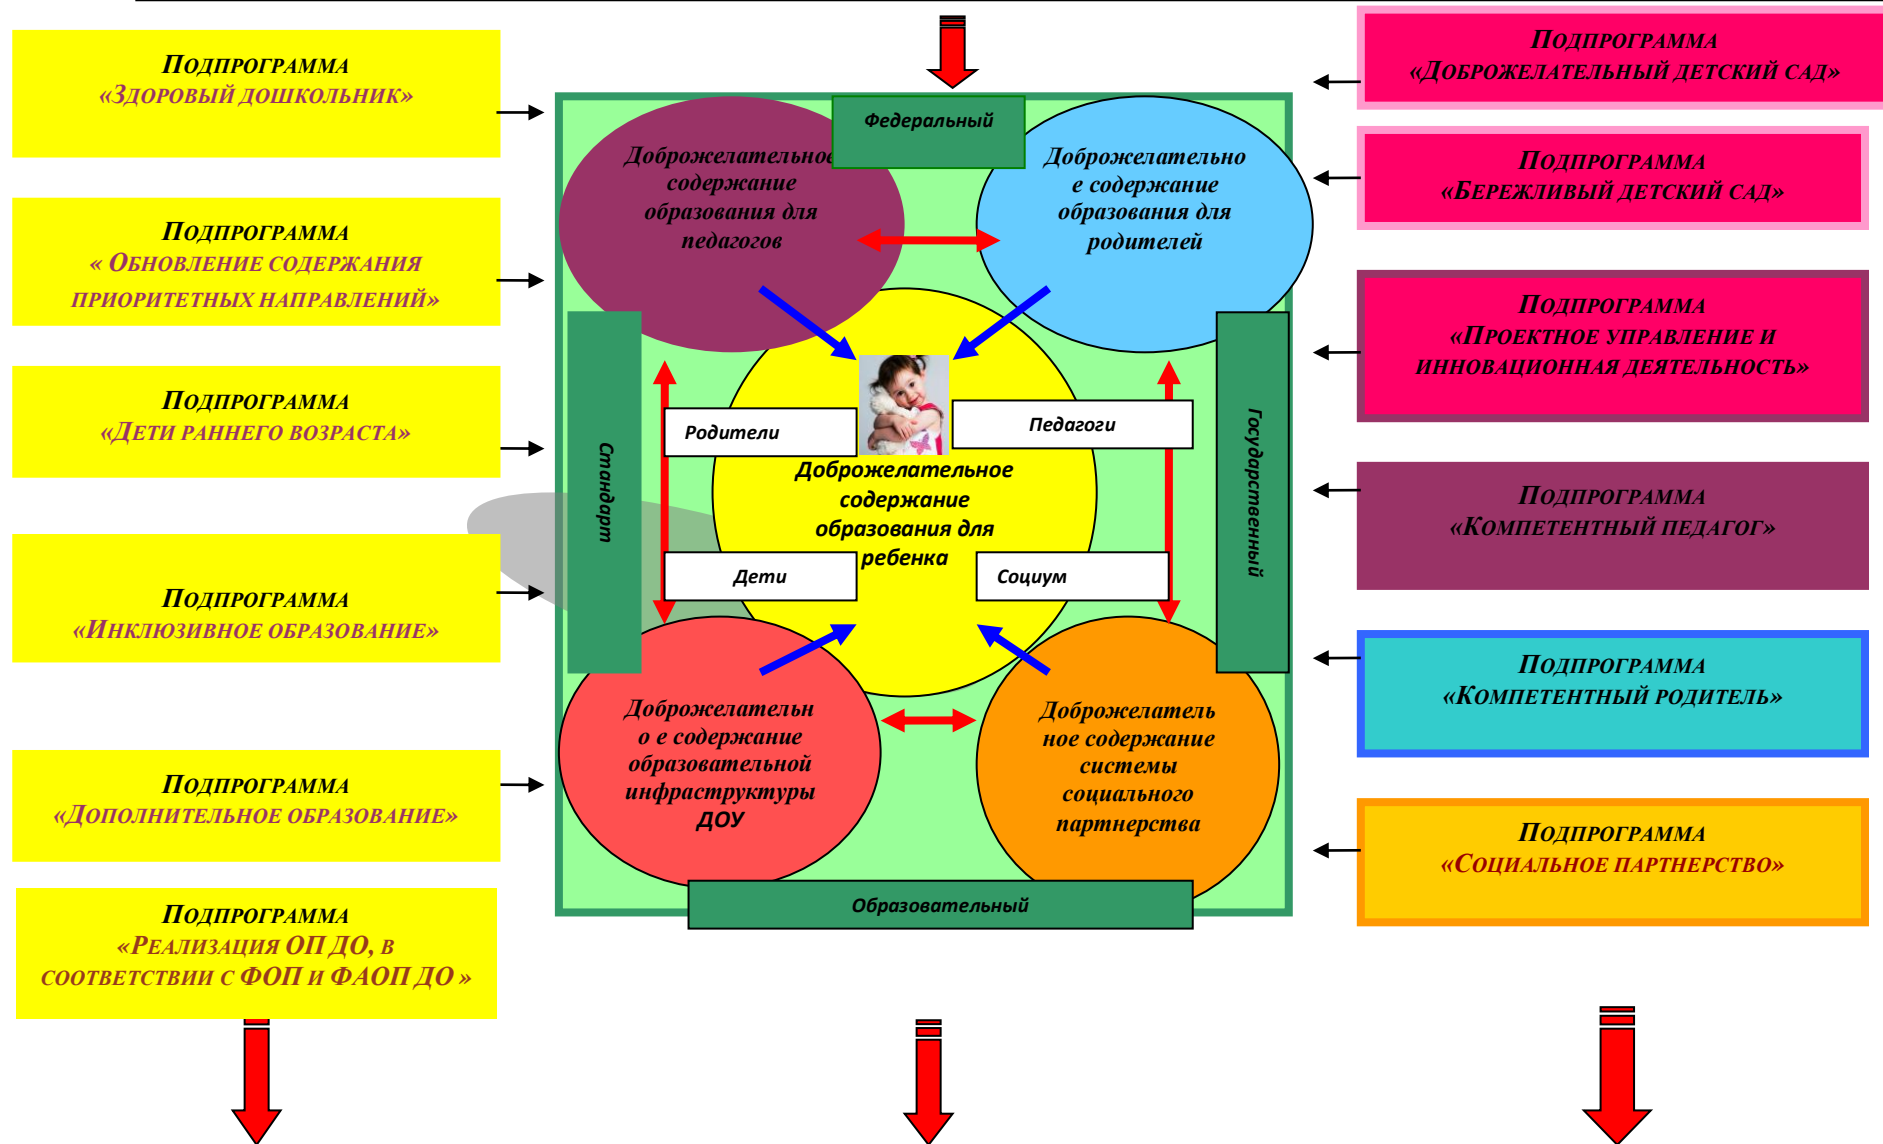 ПОДПРОГРАММА
«ЗДОРОВЫЙ ДОШКОЛЬНИК»
ПОДПРОГРАММА
« ОБНОВЛЕНИЕ СОДЕРЖАНИЯ
ПРИОРИТЕТНЫХ НАПРАВЛЕНИЙ»
ПОДПРОГРАММА
«ДЕТИ РАННЕГО ВОЗРАСТА»
ПОДПРОГРАММА
«ИНКЛЮЗИВНОЕ ОБРАЗОВАНИЕ»
ПОДПРОГРАММА
«ДОПОЛНИТЕЛЬНОЕ ОБРАЗОВАНИЕ»
ПОДПРОГРАММА
«РЕАЛИЗАЦИЯ ОП ДО, В
СООТВЕТСТВИИ С ФОП И ФАОП ДО »
Федеральный
Доброжелательное
содержание
образования для
педагогов
Доброжелательно
е содержание
образования для
родителей
Стандарт
Государственный
Родители
Педагоги
Доброжелательное
содержание
образования для
ребенка
Дети
Социум
Доброжелательн
о е содержание
образовательной
инфраструктуры
ДОУ
Доброжелатель
ное содержание
системы
социального
партнерства
Образовательный
ПОДПРОГРАММА
«ДОБРОЖЕЛАТЕЛЬНЫЙ ДЕТСКИЙ САД»
ПОДПРОГРАММА
«БЕРЕЖЛИВЫЙ ДЕТСКИЙ САД»
ПОДПРОГРАММА
«ПРОЕКТНОЕ УПРАВЛЕНИЕ И
ИННОВАЦИОННАЯ ДЕЯТЕЛЬНОСТЬ»
ПОДПРОГРАММА
«КОМПЕТЕНТНЫЙ ПЕДАГОГ»
ПОДПРОГРАММА
«КОМПЕТЕНТНЫЙ РОДИТЕЛЬ»
ПОДПРОГРАММА
«СОЦИАЛЬНОЕ ПАРТНЕРСТВО»